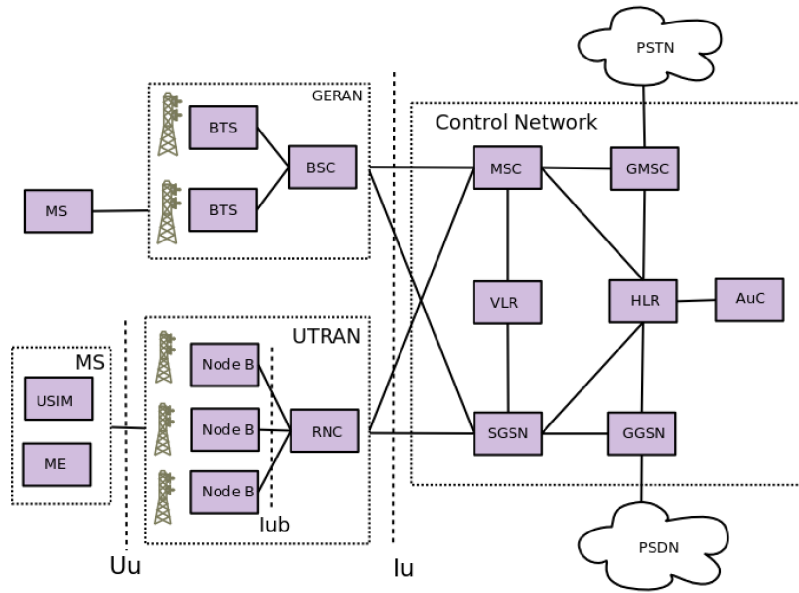 PSTN
GERAN
Control Network
BTS
BSC
MSC
GMSC
MS
BTS
VLR
HLR
AuC
UTRAN
MS
Node B
USIM
Node B
RNC
SGSN
GGSN
ME
Node B
Iub
PSDN
Uu
Iu